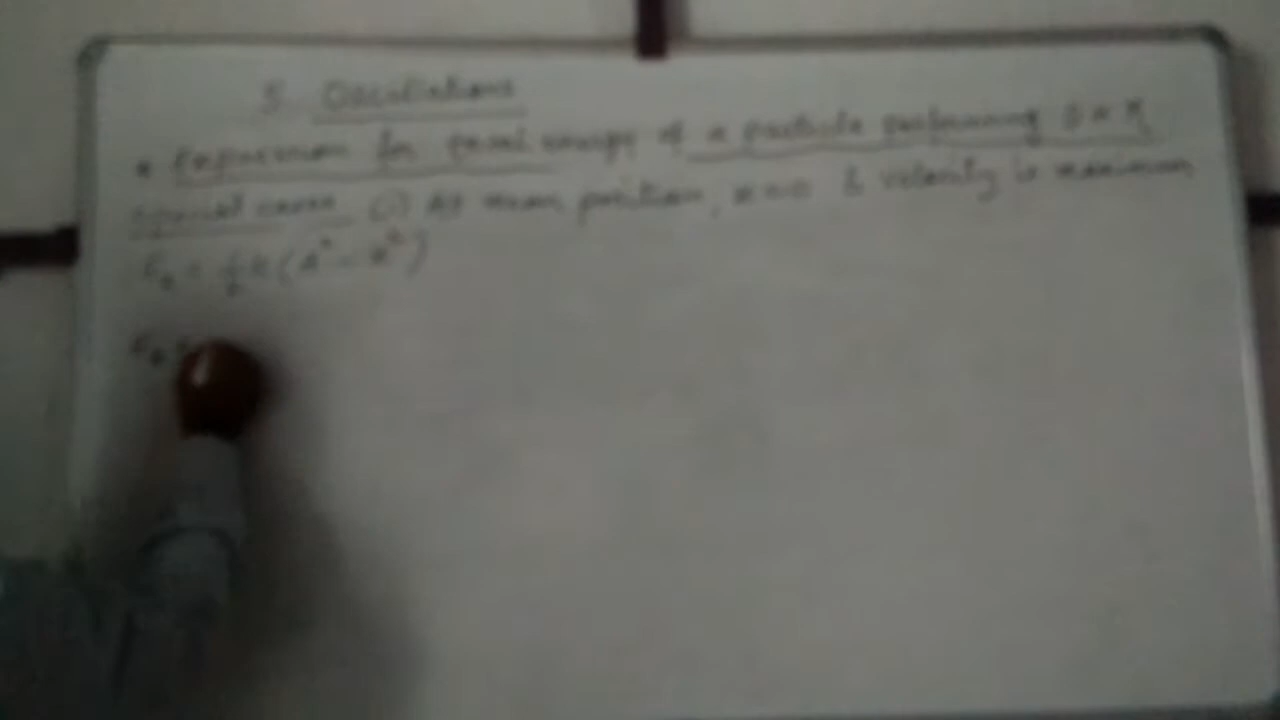 5. Oscillations
* Expression for total energy of a particle performing S.H.M
Special cases (i) At mean position, x=0 & velocity is maximum
Eₖ = ½k(A² - x²)
Eₖ =